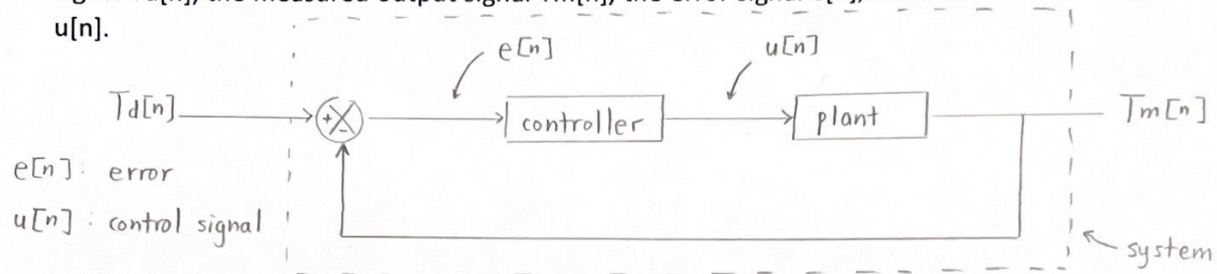 u[n].
e[n]
u[n]
Td[n]
+
-
controller
plant
Tm[n]
e[n]: error
u[n]: control signal
system